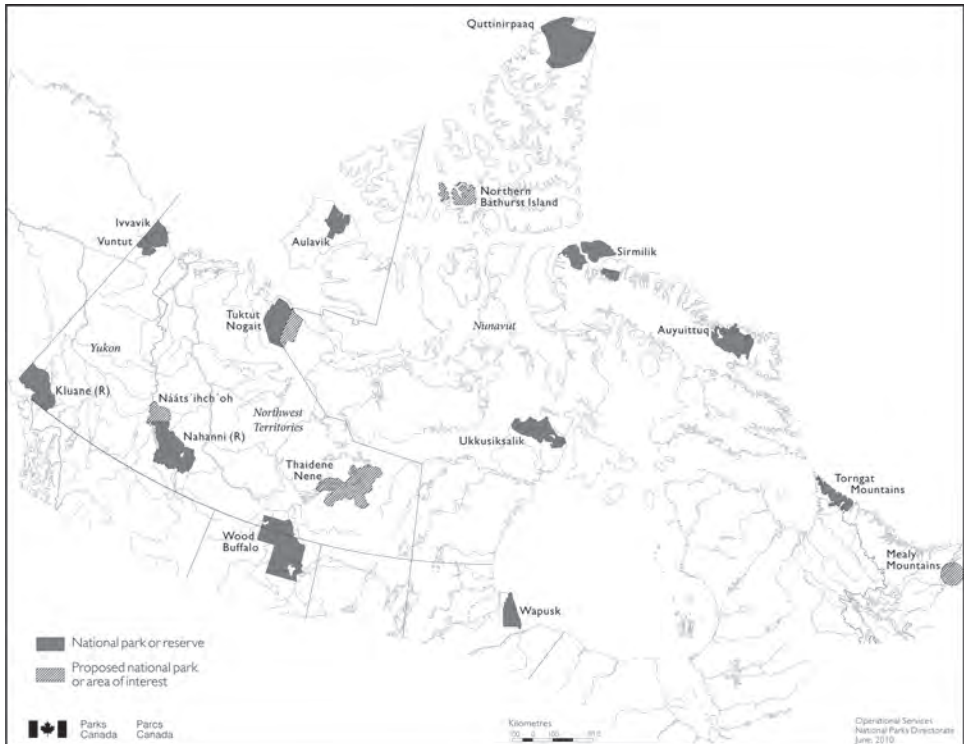 Quttinirpaaq
Northern
Bathurst Island
Ivvavik
Vuntut
Aulavik
Sirmilik
Tuktut
Nogait
Nunavut
Auyuittuq
Yukon
Kluane (R)
Nááts'ihch'oh
Nahanni (R)
Northwest
Territories
Ukkusiksalik
Thaidene
Nene
Torngat
Mountains
Wood
Buffalo
Mealy
Mountains
Wapusk
National park or reserve
Proposed national park
or area of interest
Parks
Canada
Parcs
Canada
Kilometres
Operational Services
National Parks Directorate
June, 2010